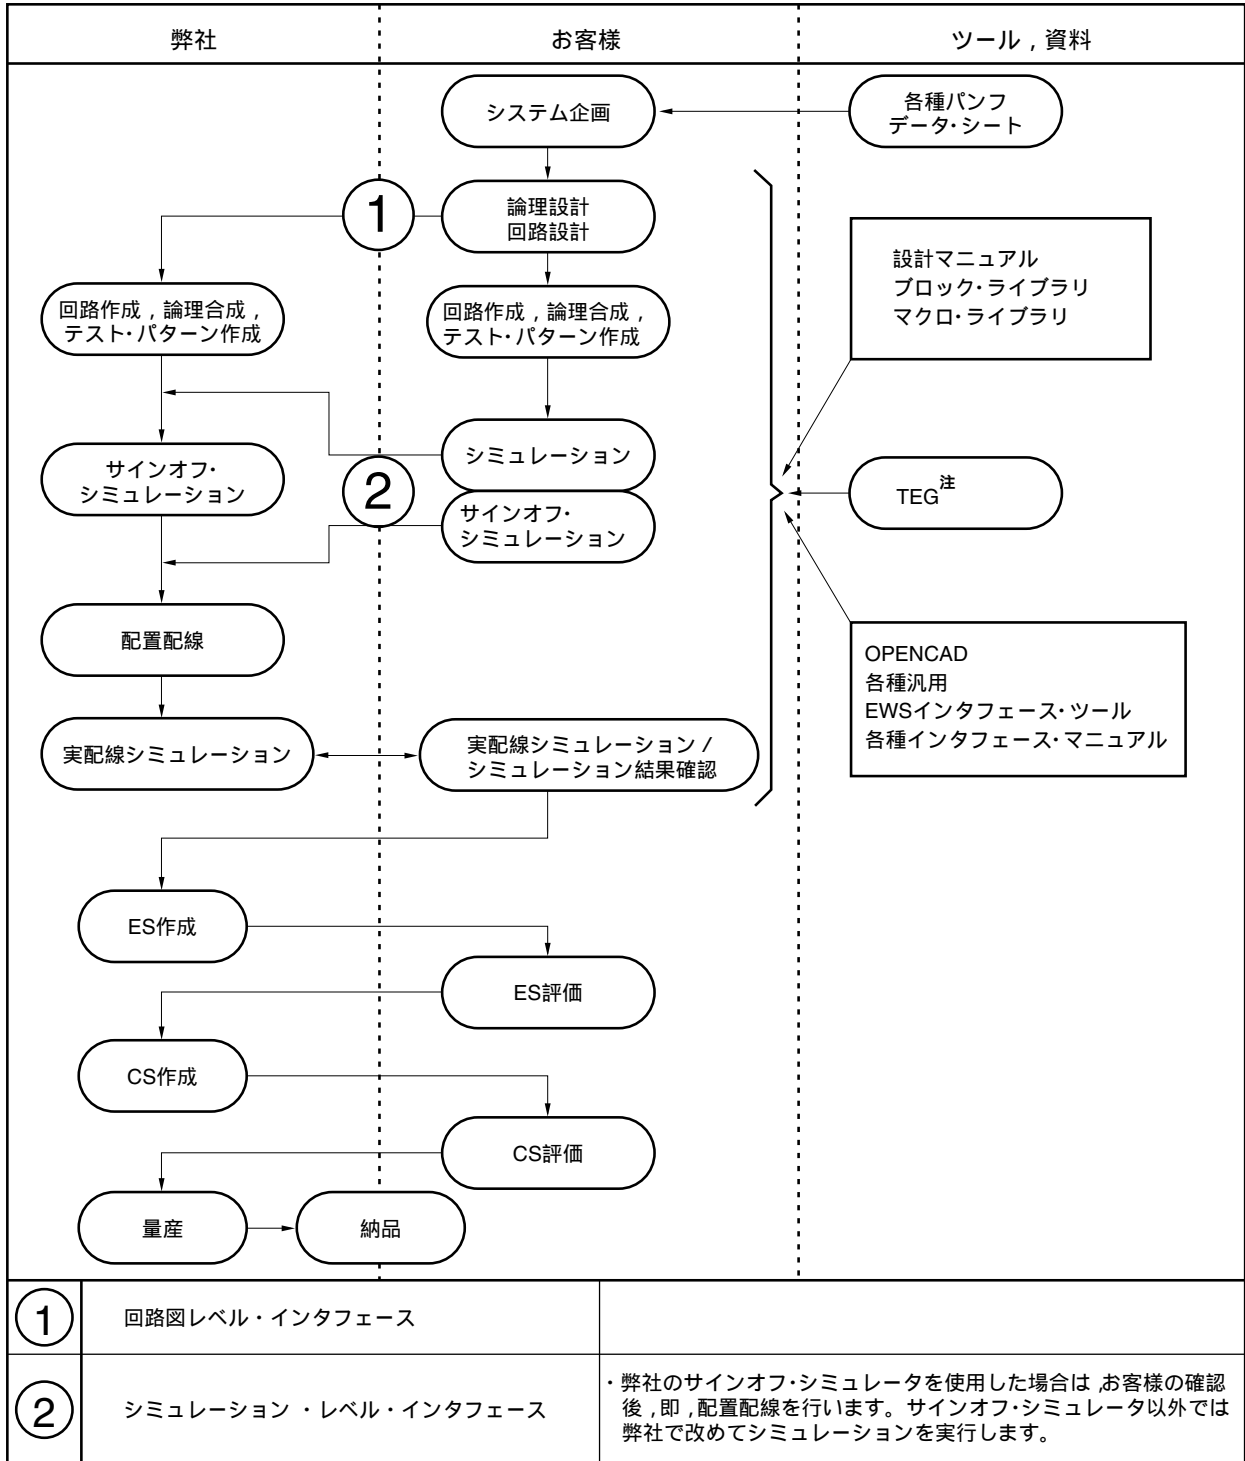 弊社
お客様
ツール，資料
システム企画
各種パンフ
データ・シート
1
論理設計
回路設計
設計マニュアル
ブロック・ライブラリ
マクロ・ライブラリ
回路作成，論理合成，
テスト・パターン作成
回路作成，論理合成，
テスト・パターン作成
シミュレーション
サインオフ・
シミュレーション
2
サインオフ・
シミュレーション
TEG注
配置配線
OPENCAD
各種汎用
EWSインタフェース・ツール
各種インタフェース・マニュアル
実配線シミュレーション
実配線シミュレーション／
シミュレーション結果確認
ES作成
ES評価
CS作成
CS評価
量産
納品
1
回路図レベル・インタフェース
2
シミュレーション・レベル・インタフェース
・弊社のサインオフ・シミュレータを使用した場合は，お客様の確認
後，即，配置配線を行います。サインオフ・シミュレータ以外では
弊社で改めてシミュレーションを実行します。